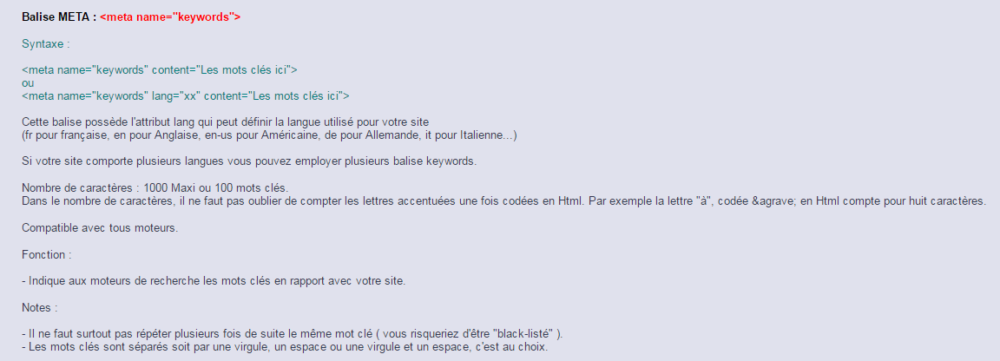 Balise META : <meta name="keywords">
Syntaxe :
<meta name="keywords" content="Les mots clés ici">
ou
<meta name="keywords" lang="xx" content="Les mots clés ici">
Cette balise possède l'attribut lang qui peut définir la langue utilisé pour votre site
(fr pour française, en pour Anglaise, en-us pour Américaine, de pour Allemande, it pour Italienne...)
Si votre site comporte plusieurs langues vous pouvez employer plusieurs balise keywords.
Nombre de caractères : 1000 Maxi ou 100 mots clés.
Dans le nombre de caractères, il ne faut pas oublier de compter les lettres accentuées une fois codées en Html. Par exemple la lettre "à", codée &agrave; en Html compte pour huit caractères.
Compatible avec tous moteurs.
Fonction :
- Indique aux moteurs de recherche les mots clés en rapport avec votre site.
Notes :
- Il ne faut surtout pas répéter plusieurs fois de suite le même mot clé ( vous risqueriez d'être "black-listé" ).
- Les mots clés sont séparés soit par une virgule, un espace ou une virgule et un espace, c'est au choix.